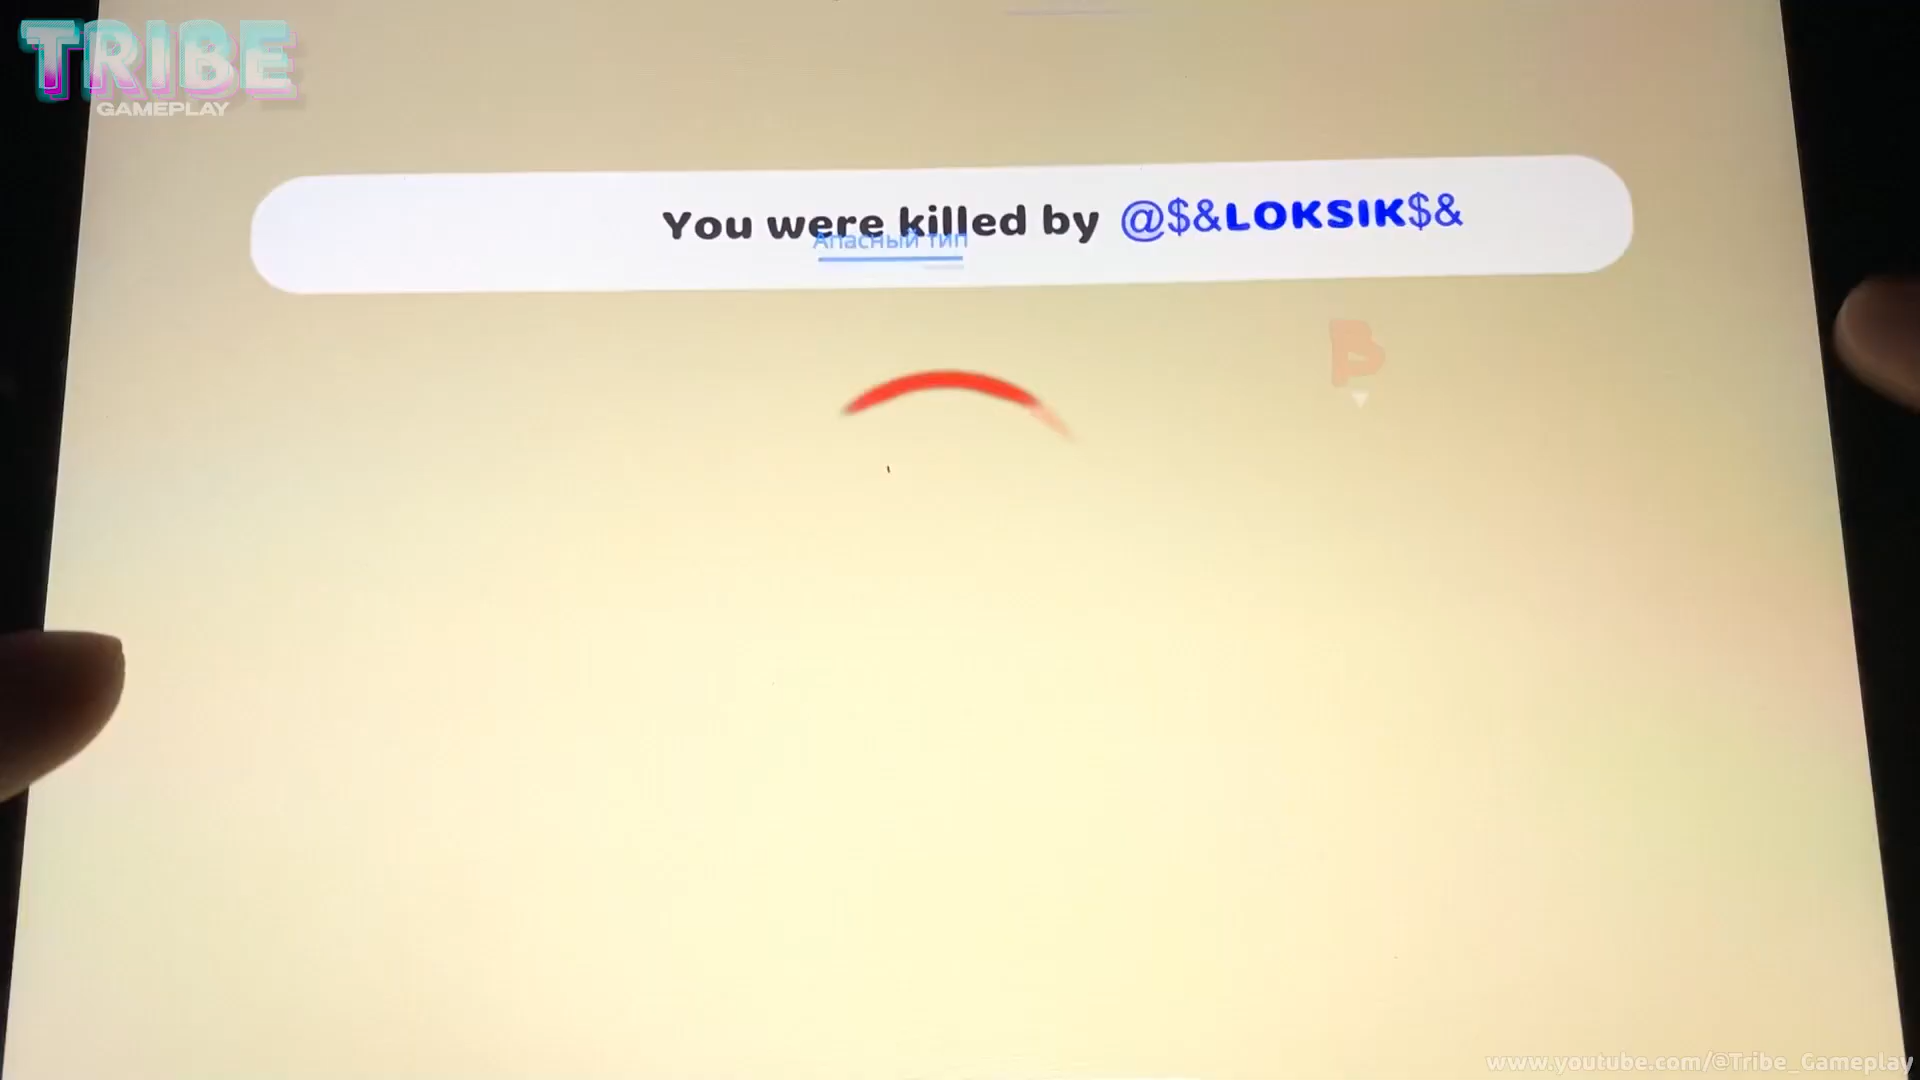 TRIBE
GAMEPLAY
You were killed by @$&LOKSIK$&
Апасный тип
B
www.youtube.com/@Tribe_Gameplay